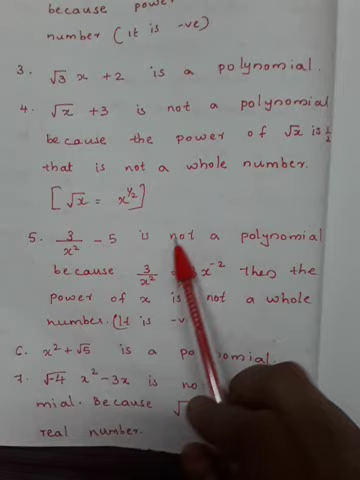 because power
number (it is -ve)
3. √3 x + 2 is a polynomial.
4. √x + 3 is not a polynomial
because the power of √x is 1/2
that is not a whole number.
[√x = x^1/2]
5. 3/x² - 5 is not a polynomial
because 3/x² x⁻² then the
power of x is not a whole
number. (It is -v
6. x² + √5 is a po nomial.
7. √-4 x² - 3x is no
mial. Because √
real number.